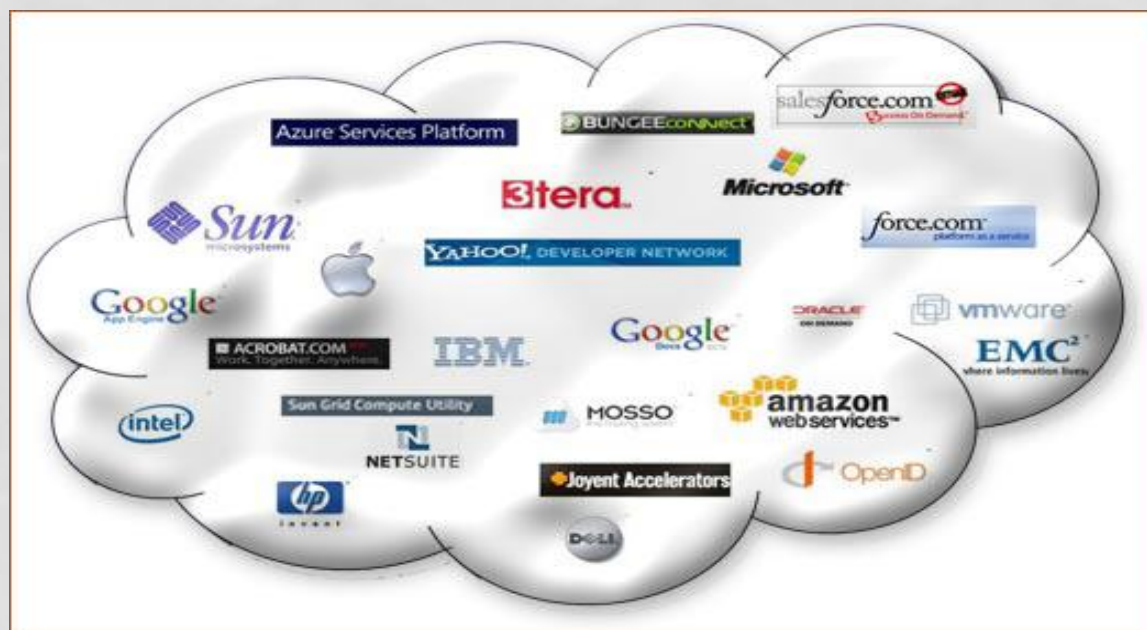 Azure Services Platform
BUNGEEconnect
salesforce.com
Success On Demand.
3tera
Microsoft
Sun
microsystems
force.com
platform as a service
YAHOO! DEVELOPER NETWORK
Google
App Engine
ORACLE
ON DEMAND
vmware
Google
Docs
ACROBAT.COM
Work. Together. Anywhere.
IBM
EMC²
where information lives
intel
Sun Grid Compute Utility
MOSSO
amazon
webservices™
NETSUITE
Joyent Accelerators
OpenID
hp
invent
DELL